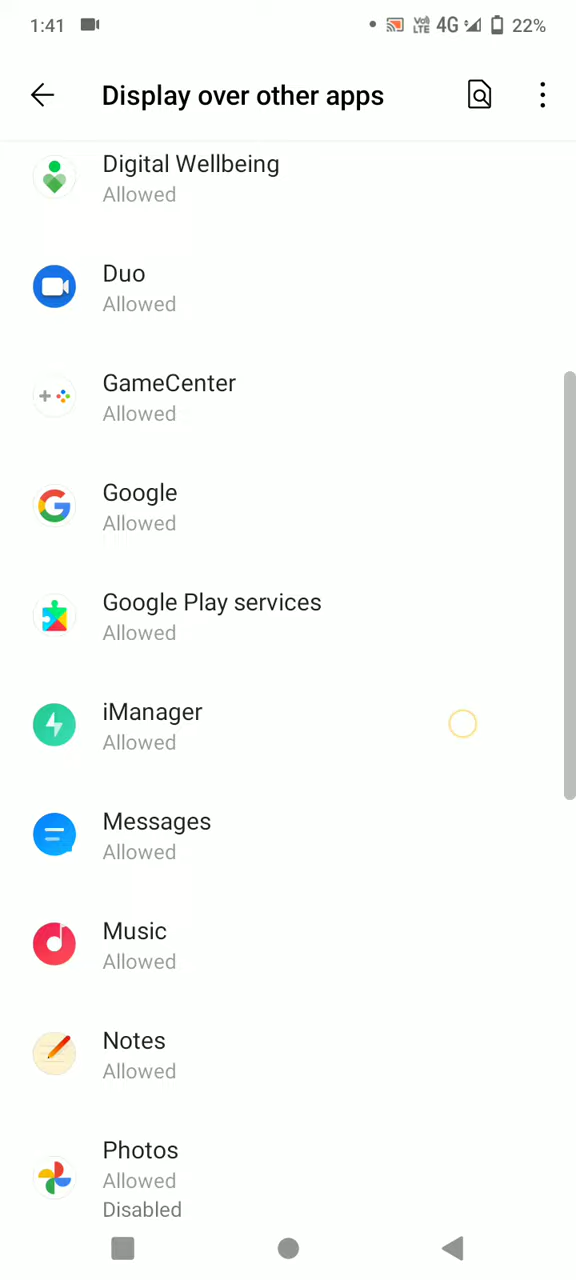 1:41 VoLTE 4G 22%
Display over other apps
Digital Wellbeing
Allowed
Duo
Allowed
GameCenter
Allowed
Google
Allowed
Google Play services
Allowed
iManager
Allowed
Messages
Allowed
Music
Allowed
Notes
Allowed
Photos
Allowed
Disabled